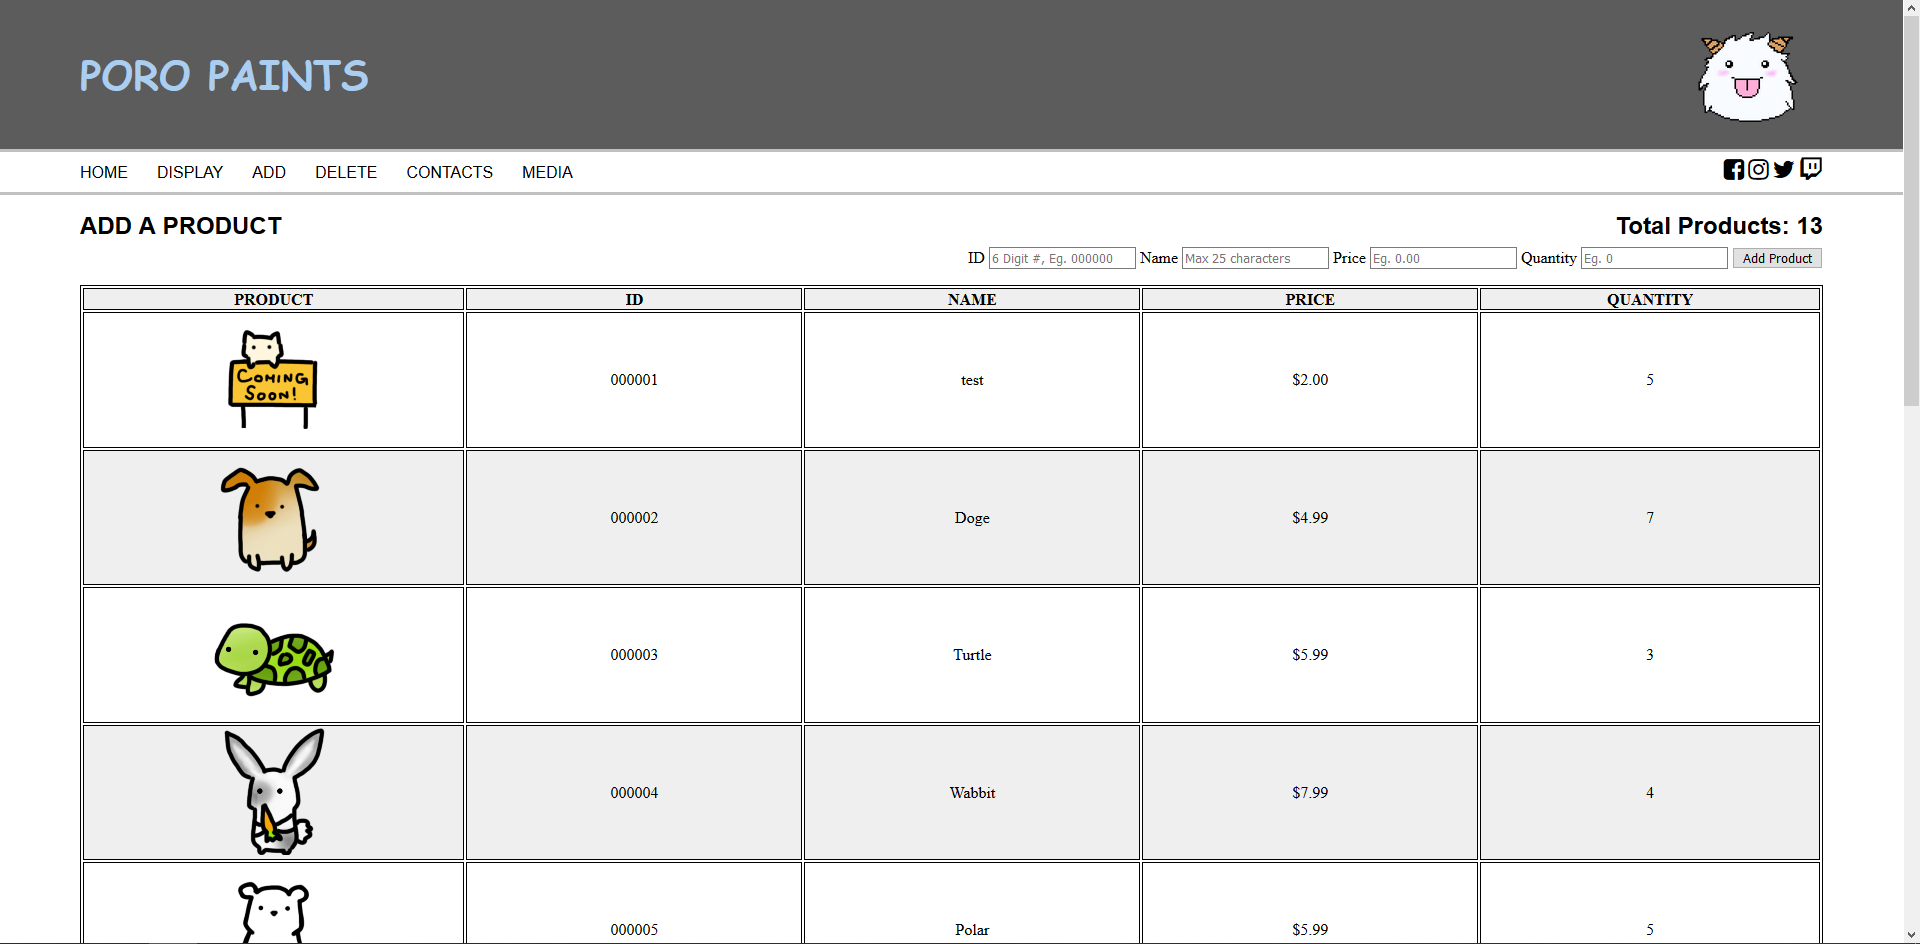 PORO PAINTS
HOME DISPLAY ADD DELETE CONTACTS MEDIA
ADD A PRODUCT Total Products: 13
ID 6 Digit #, Eg. 000000 Name Max 25 characters Price Eg. 0.00 Quantity Eg. 0 Add Product
PRODUCT ID NAME PRICE QUANTITY
COMING
SOON!
000001 test $2.00 5
000002 Doge $4.99 7
000003 Turtle $5.99 3
000004 Wabbit $7.99 4
000005 Polar $5.99 5